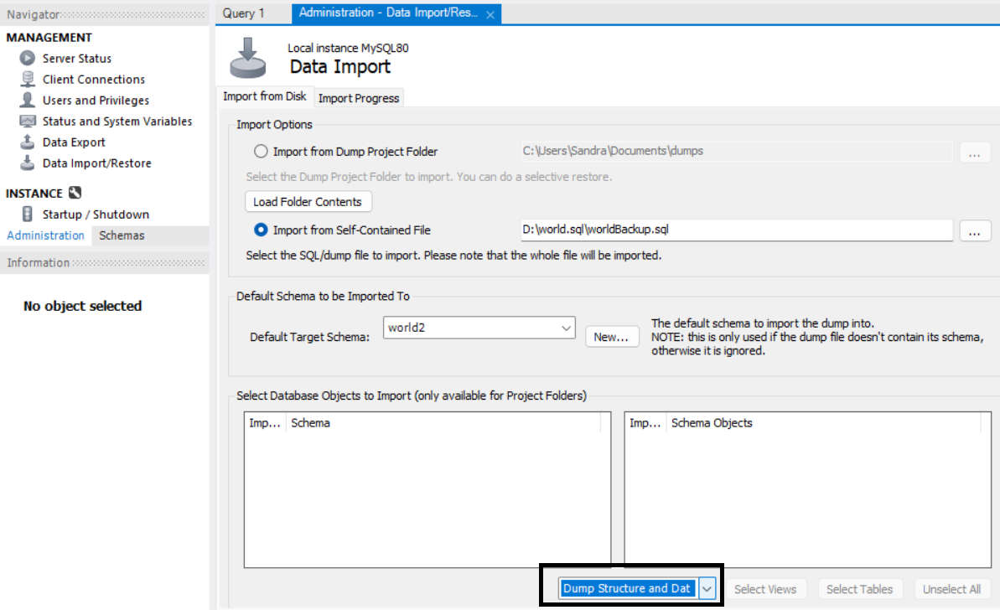 Navigator
MANAGEMENT
Server Status
Client Connections
Users and Privileges
Status and System Variables
Data Export
Data Import/Restore
INSTANCE
Startup / Shutdown
Administration Schemas
Information
No object selected
Query 1 Administration - Data Import/Res...
Local instance MySQL80
Data Import
Import from Disk Import Progress
Import Options
Import from Dump Project Folder C:\Users\Sandra\Documents\dumps ...
Select the Dump Project Folder to import. You can do a selective restore.
Load Folder Contents
Import from Self-Contained File D:\world.sql\worldBackup.sql ...
Select the SQL/dump file to import. Please note that the whole file will be imported.
Default Schema to be Imported To
Default Target Schema: world2 New...
The default schema to import the dump into.
NOTE: this is only used if the dump file doesn't contain its schema,
otherwise it is ignored.
Select Database Objects to Import (only available for Project Folders)
Imp... Schema Imp... Schema Objects
Dump Structure and Dat Select Views Select Tables Unselect All